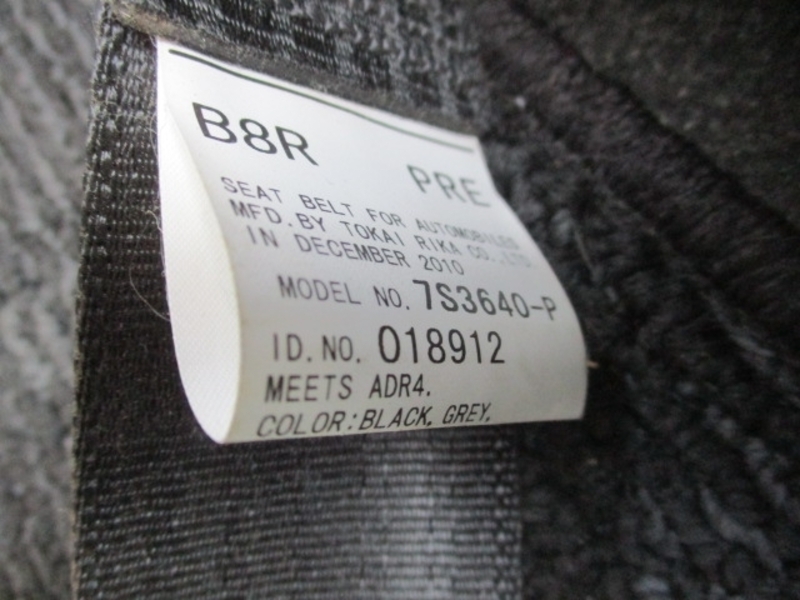 B8R PRE
SEAT BELT FOR AUTOMOBILES
MFD. BY TOKAI RIKA CO., LTD.
IN DECEMBER 2010
MODEL NO. 7S3640-P
ID. NO. 018912
MEETS ADR4.
COLOR: BLACK, GREY,